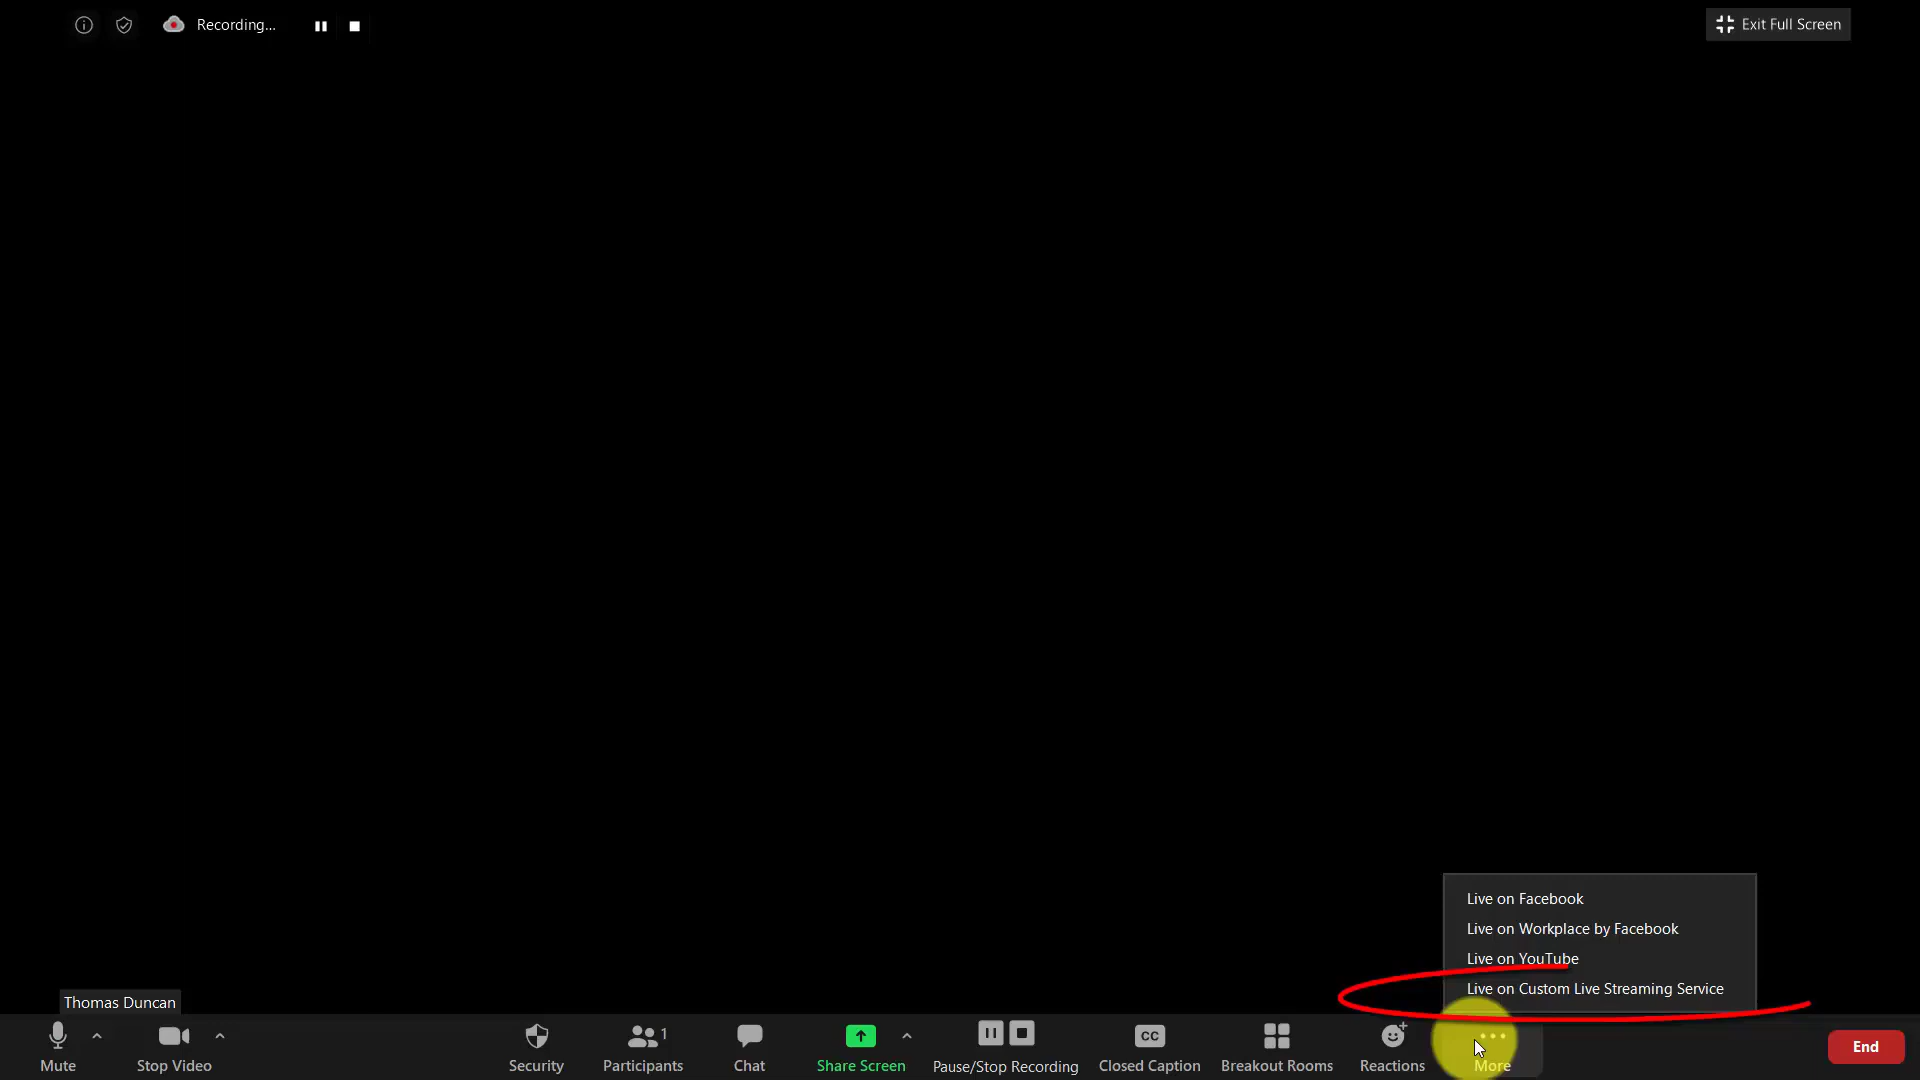 Recording...
Exit Full Screen
Live on Facebook
Live on Workplace by Facebook
Live on YouTube
Live on Custom Live Streaming Service
Thomas Duncan
1
CC
Mute
Stop Video
Security
Participants
Chat
Share Screen
Pause/Stop Recording
Closed Caption
Breakout Rooms
Reactions
More
End